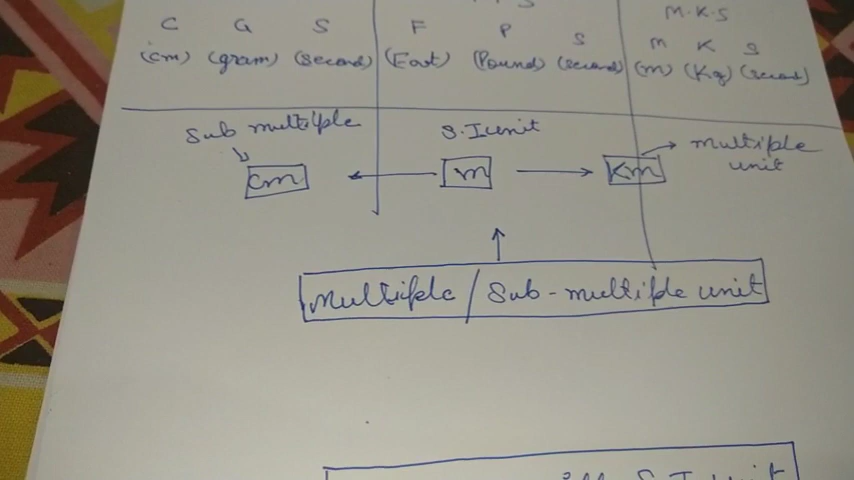 M.K.S
C G S F P S m K S
(cm) (gram) (second) (Foot) (Pound) (second) (m) (Kg) (second)
Sub multiple S.I unit multiple unit
cm m Km
Multiple / Sub-multiple unit
S.I unit